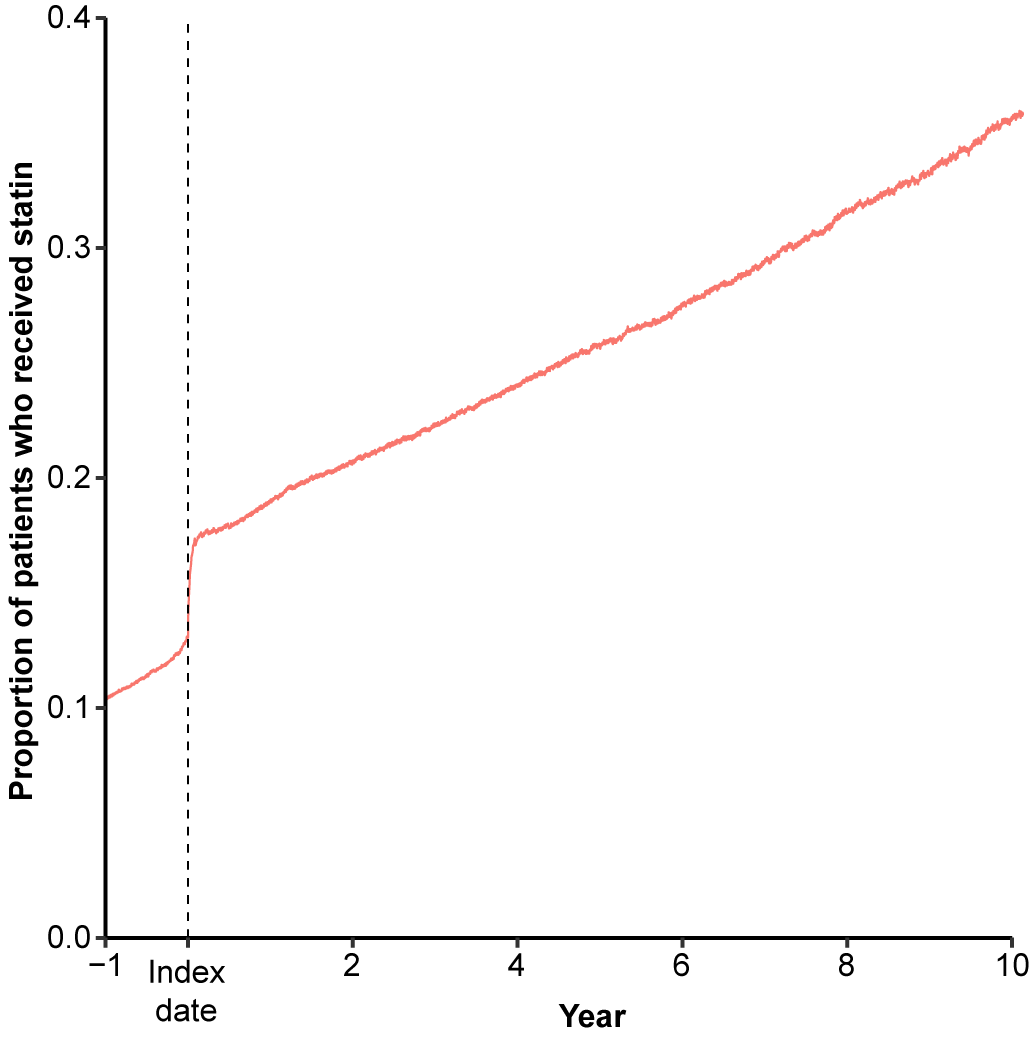 Proportion of patients who received statin
0.4
0.3
0.2
0.1
0.0
−1
Index
date
2
4
6
8
10
Year